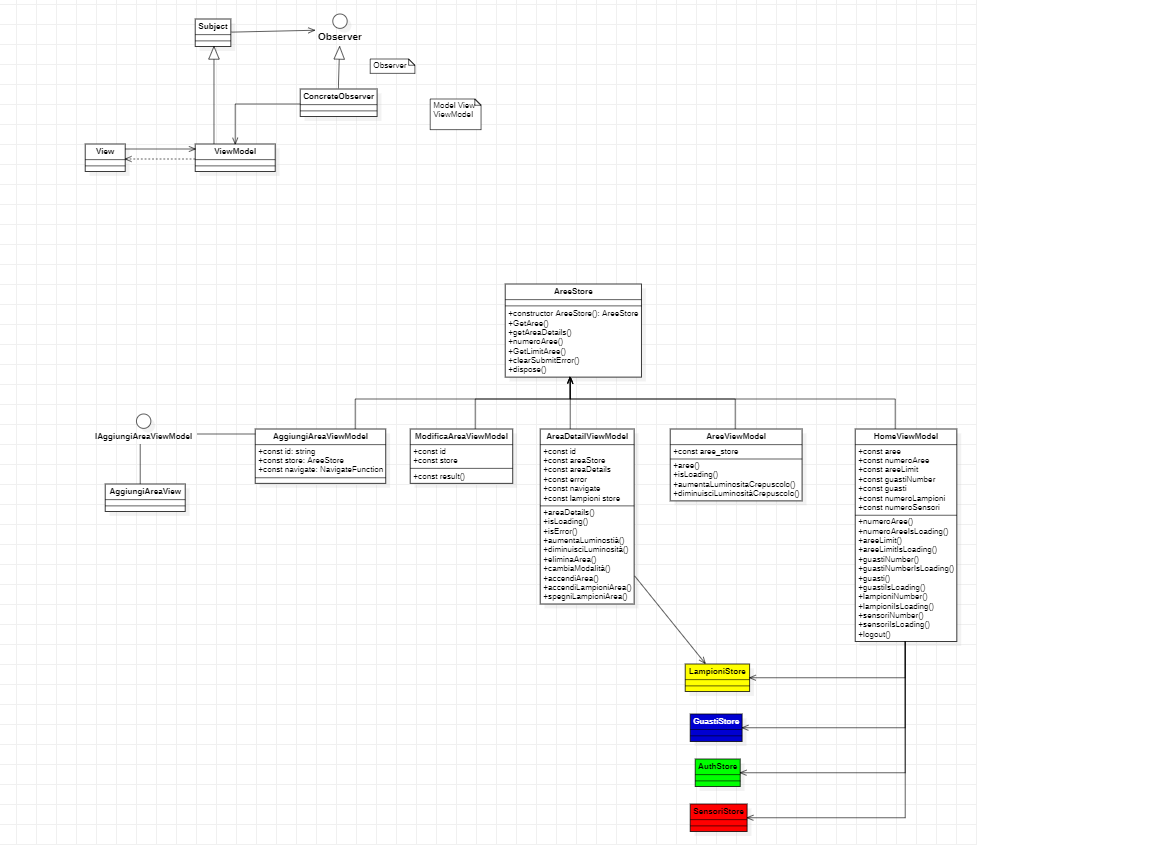 Subject
Observer
Observer
ConcreteObserver
Model View
ViewModel
View
ViewModel
AreeStore
+constructor AreeStore(): AreeStore
+GetAree()
+getAreaDetails()
+numeroAree()
+GetLimitAree()
+clearSubmitError()
+dispose()
IAggiungiAreaViewModel
AggiungiAreaView
AggiungiAreaViewModel
+const id: string
+const store: AreeStore
+const navigate: NavigateFunction
ModificaAreaViewModel
+const id
+const store
+const result()
AreaDetailViewModel
+const id
+const areaStore
+const areaDetails
+const error
+const navigate
+const lampioni store
+areaDetails()
+isLoading()
+isError()
+aumentaLuminostià()
+diminuisciLuminosità()
+eliminaArea()
+cambiaModalità()
+accendiArea()
+accendiLampioniArea()
+spegniLampioniArea()
AreeViewModel
+const aree_store
+aree()
+isLoading()
+aumentaLuminositaCrepuscolo()
+diminuisciLuminositàCrepuscolo()
HomeViewModel
+const aree
+const numeroAree
+const areeLimit
+const guastiNumber
+const guasti
+const numeroLampioni
+const numeroSensori
+numeroAree()
+numeroAreeIsLoading()
+areeLimit()
+areeLimitIsLoading()
+guastiNumber()
+guastiNumberIsLoading()
+guasti()
+guastiIsLoading()
+lampioniNumber()
+lampioniIsLoading()
+sensoriNumber()
+sensoriIsLoading()
+logout()
LampioniStore
GuastiStore
AuthStore
SensoriStore